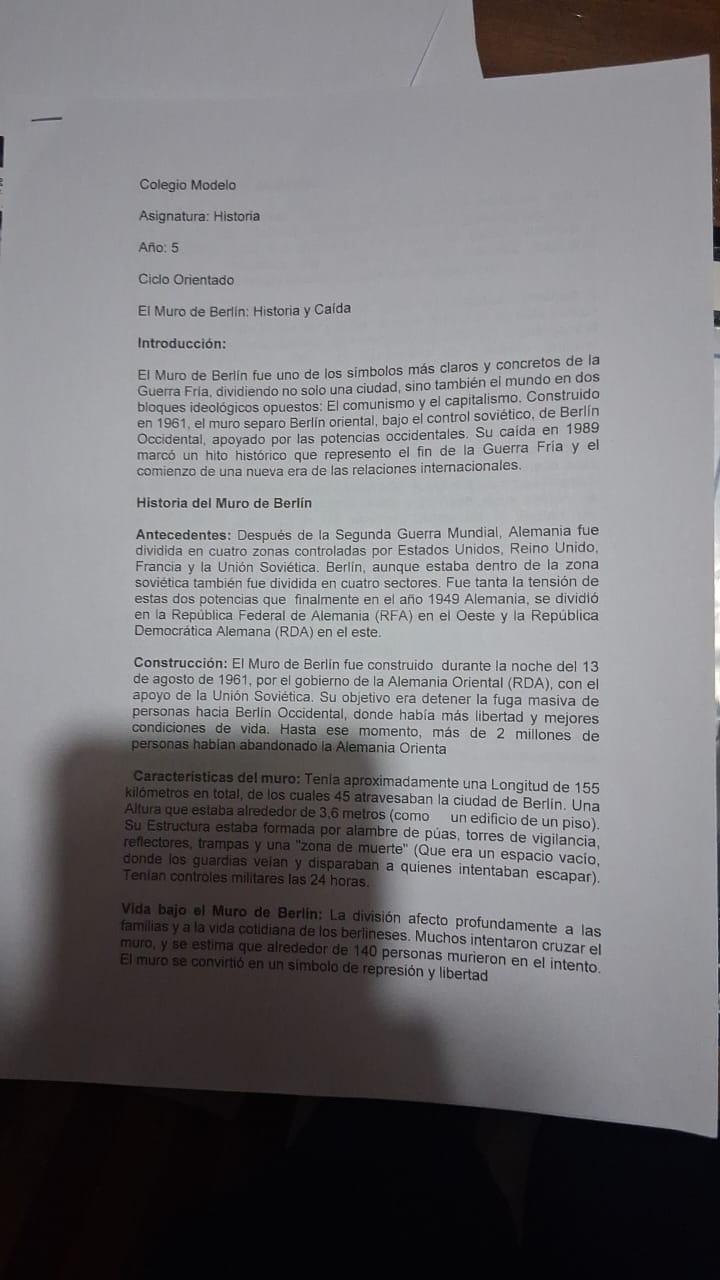 Colegio Modelo
Asignatura: Historia
Año: 5
Ciclo Orientado
El Muro de Berlín: Historia y Caída
Introducción:
El Muro de Berlín fue uno de los símbolos más claros y concretos de la
Guerra Fría, dividiendo no solo una ciudad, sino también el mundo en dos
bloques ideológicos opuestos: El comunismo y el capitalismo. Construido
en 1961, el muro separo Berlín oriental, bajo el control soviético, de Berlín
Occidental, apoyado por las potencias occidentales. Su caída en 1989
marcó un hito histórico que represento el fin de la Guerra Fría y el
comienzo de una nueva era de las relaciones internacionales.
Historia del Muro de Berlín
Antecedentes: Después de la Segunda Guerra Mundial, Alemania fue
dividida en cuatro zonas controladas por Estados Unidos, Reino Unido,
Francia y la Unión Soviética. Berlín, aunque estaba dentro de la zona
soviética también fue dividida en cuatro sectores. Fue tanta la tensión de
estas dos potencias que finalmente en el año 1949 Alemania, se dividió
en la República Federal de Alemania (RFA) en el Oeste y la República
Democrática Alemana (RDA) en el este.
Construcción: El Muro de Berlín fue construido durante la noche del 13
de agosto de 1961, por el gobierno de la Alemania Oriental (RDA), con el
apoyo de la Unión Soviética. Su objetivo era detener la fuga masiva de
personas hacia Berlín Occidental, donde había más libertad y mejores
condiciones de vida. Hasta ese momento, más de 2 millones de
personas habían abandonado la Alemania Orienta
Características del muro: Tenía aproximadamente una Longitud de 155
kilómetros en total, de los cuales 45 atravesaban la ciudad de Berlín. Una
Altura que estaba alrededor de 3,6 metros (como un edificio de un piso).
Su Estructura estaba formada por alambre de púas, torres de vigilancia,
reflectores, trampas y una "zona de muerte" (Que era un espacio vacío,
donde los guardias veían y disparaban a quienes intentaban escapar).
Tenían controles militares las 24 horas.
Vida bajo el Muro de Berlín: La división afecto profundamente a las
familias y a la vida cotidiana de los berlineses. Muchos intentaron cruzar el
muro, y se estima que alrededor de 140 personas murieron en el intento.
El muro se convirtió en un símbolo de represión y libertad